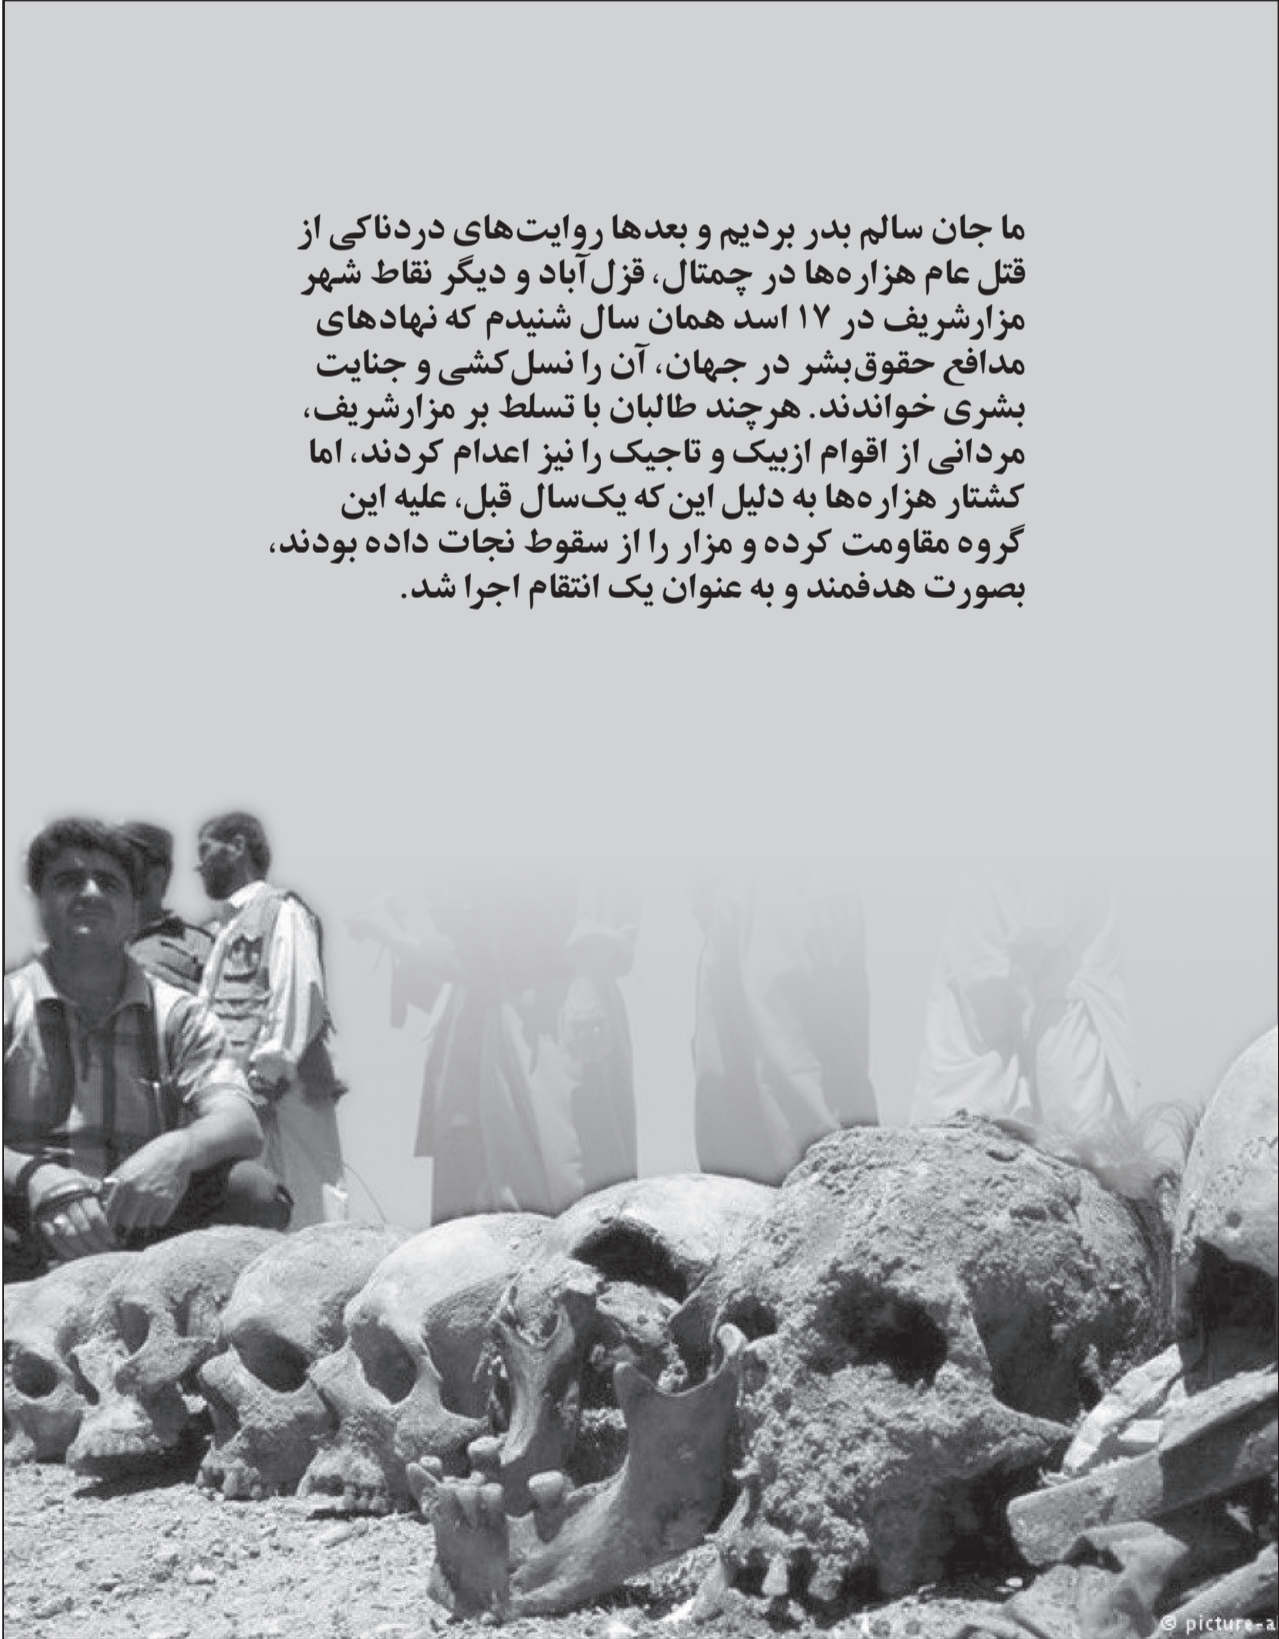 ما جان سالم بدر بردیم و بعدها روایت‌های دردناکی از
قتل عام هزاره‌ها در چمتال، قزل‌آباد و دیگر نقاط شهر
مزارشریف در ۱۷ اسد همان سال شنیدم که نهادهای
مدافع حقوق‌بشر در جهان، آن را نسل‌کشی و جنایت
بشری خواندند. هرچند طالبان با تسلط بر مزارشریف،
مردانی از اقوام ازبیک و تاجیک را نیز اعدام کردند، اما
کشتار هزاره‌ها به دلیل این‌که یک‌سال قبل، علیه این
گروه مقاومت کرده و مزار را از سقوط نجات داده بودند،
بصورت هدفمند و به عنوان یک انتقام اجرا شد.
© picture-a